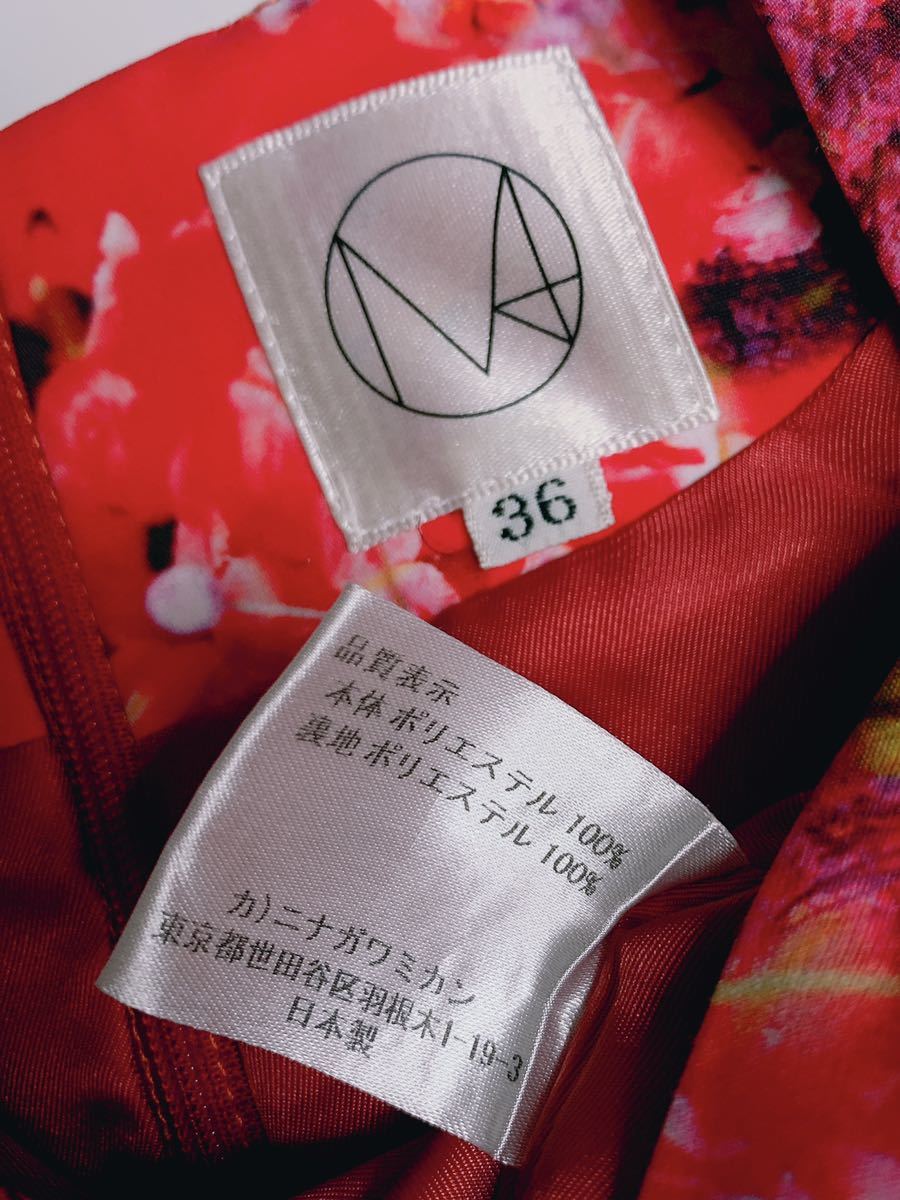 36
品質表示
本体 ポリエステル 100%
裏地 ポリエステル 100%
カ)ニナガワミカン
東京都世田谷区羽根木1-19-3
日本製